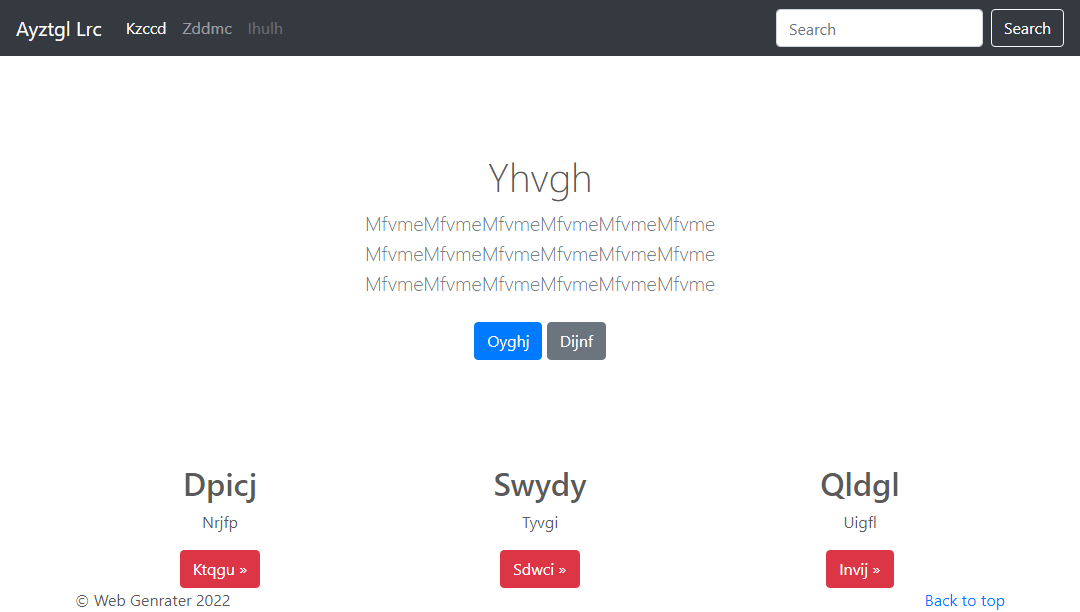 Ayztgl Lrc Kzccd Zddmc Ihulh Search Search
Yhvgh
MfvmeMfvmeMfvmeMfvmeMfvmeMfvme
MfvmeMfvmeMfvmeMfvmeMfvmeMfvme
MfvmeMfvmeMfvmeMfvmeMfvmeMfvme
Oyghj Dijnf
Dpicj Swydy Qldgl
Nrjfp Tyvgi Uigfl
Ktqgu » Sdwci » Invij »
© Web Genrater 2022 Back to top